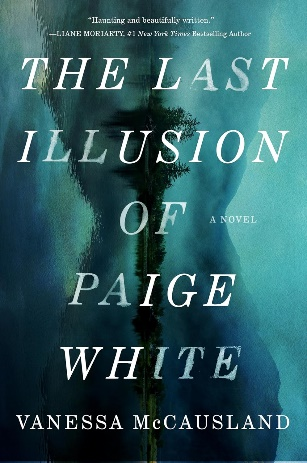 "Haunting and beautifully written."
—LIANE MORIARTY, #1 New York Times Bestselling Author
THE LAST
ILLUSION
OF
A NOVEL
PAIGE
WHITE
VANESSA McCAUSLAND